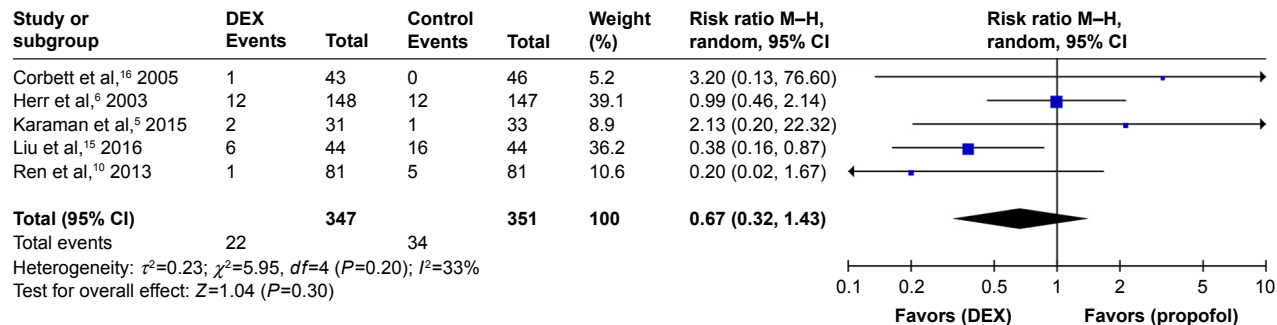 Study or subgroup DEX Events Total Control Events Total Weight (%) Risk ratio M–H, random, 95% CI Risk ratio M–H, random, 95% CI
Corbett et al,¹⁶ 2005 1 43 0 46 5.2 3.20 (0.13, 76.60)
Herr et al,⁶ 2003 12 148 12 147 39.1 0.99 (0.46, 2.14)
Karaman et al,⁵ 2015 2 31 1 33 8.9 2.13 (0.20, 22.32)
Liu et al,¹⁵ 2016 6 44 16 44 36.2 0.38 (0.16, 0.87)
Ren et al,¹⁰ 2013 1 81 5 81 10.6 0.20 (0.02, 1.67)
Total (95% CI) 347 351 100 0.67 (0.32, 1.43)
Total events 22 34
Heterogeneity: τ²=0.23; χ²=5.95, df=4 (P=0.20); I²=33%
Test for overall effect: Z=1.04 (P=0.30)
0.1 0.2 0.5 1 2 5 10
Favors (DEX) Favors (propofol)